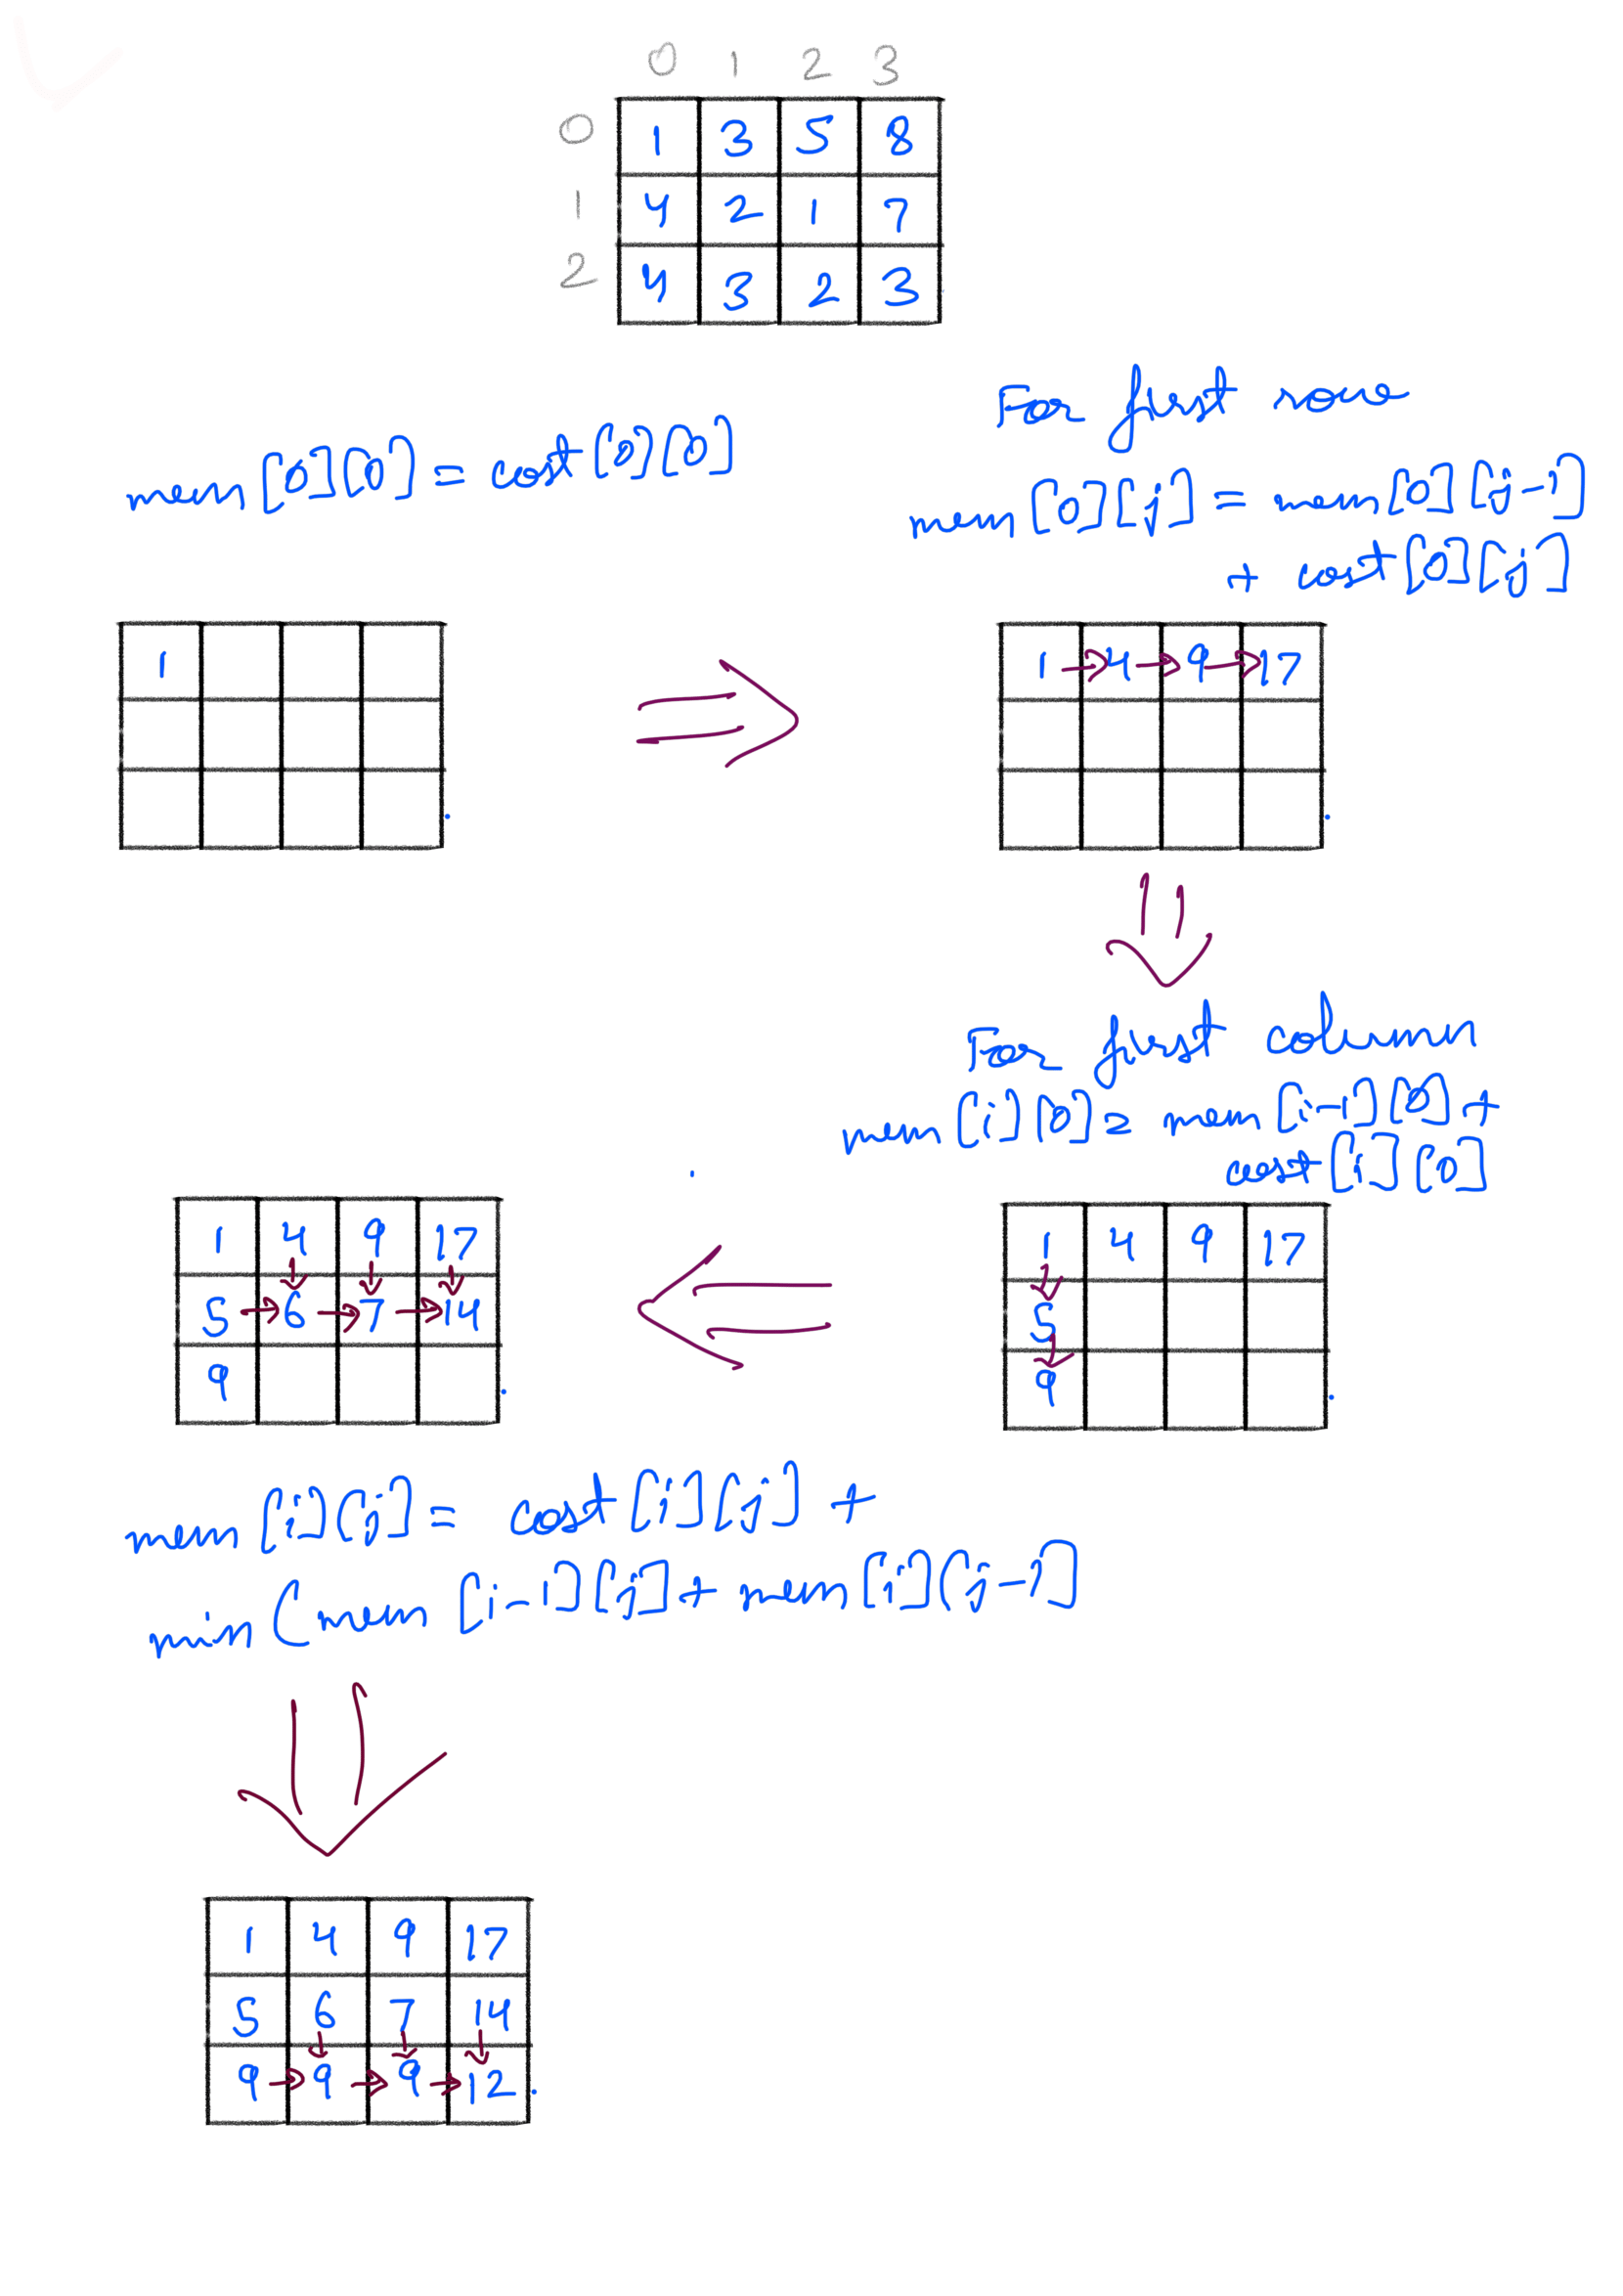 0 1 2 3
0 1 3 5 8
1 4 2 1 7
2 4 3 2 3
mem[0][0] = cost[0][0]
For first row
mem[0][j] = mem[0][j-1]
+ cost[0][j]
1
1 4 9 17
For first column
mem[i][0] = mem[i-1][0] +
cost[i][0]
1 4 9 17
5
9
1 4 9 17
5 6 7 14
9
mem[i][j] = cost[i][j] +
min(mem[i-1][j] + mem[i][j-1]
1 4 9 17
5 6 7 14
9 9 9 12